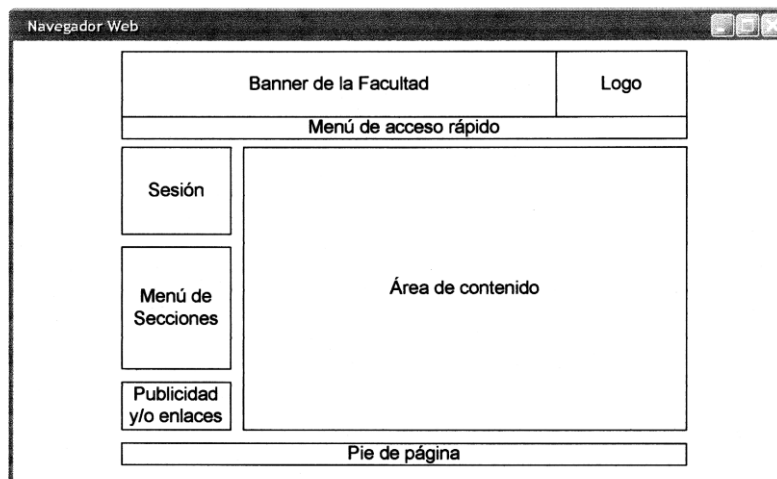 Navegador Web
Banner de la Facultad
Logo
Menú de acceso rápido
Sesión
Menú de
Secciones
Publicidad
y/o enlaces
Área de contenido
Pie de página